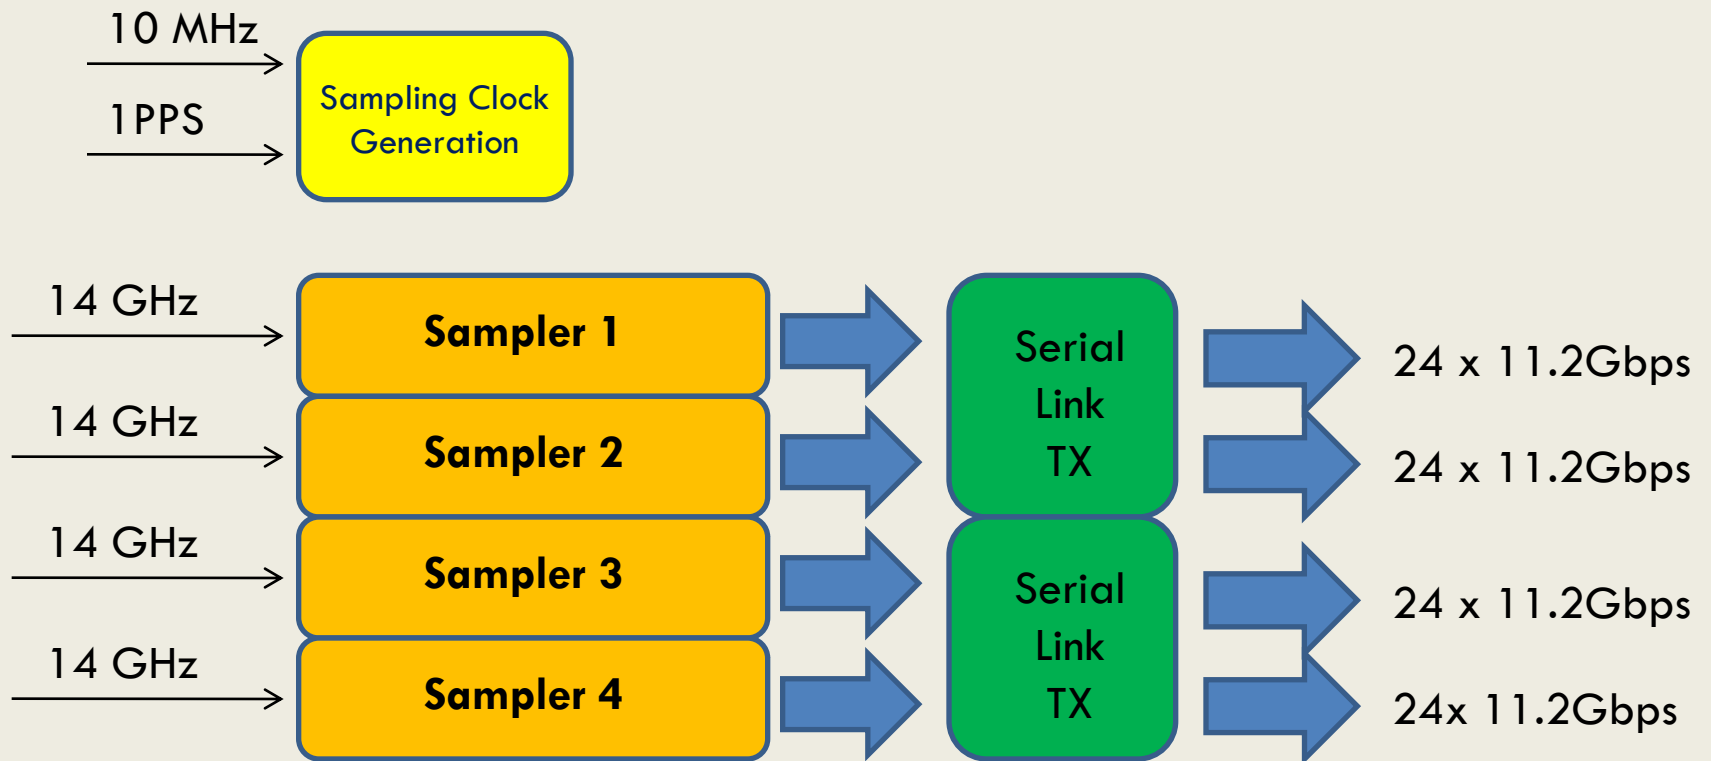 10 MHz
1PPS
Sampling Clock
Generation
14 GHz
Sampler 1
14 GHz
Sampler 2
Serial
Link
TX
24 x 11.2Gbps
24 x 11.2Gbps
14 GHz
Sampler 3
14 GHz
Sampler 4
Serial
Link
TX
24 x 11.2Gbps
24x 11.2Gbps